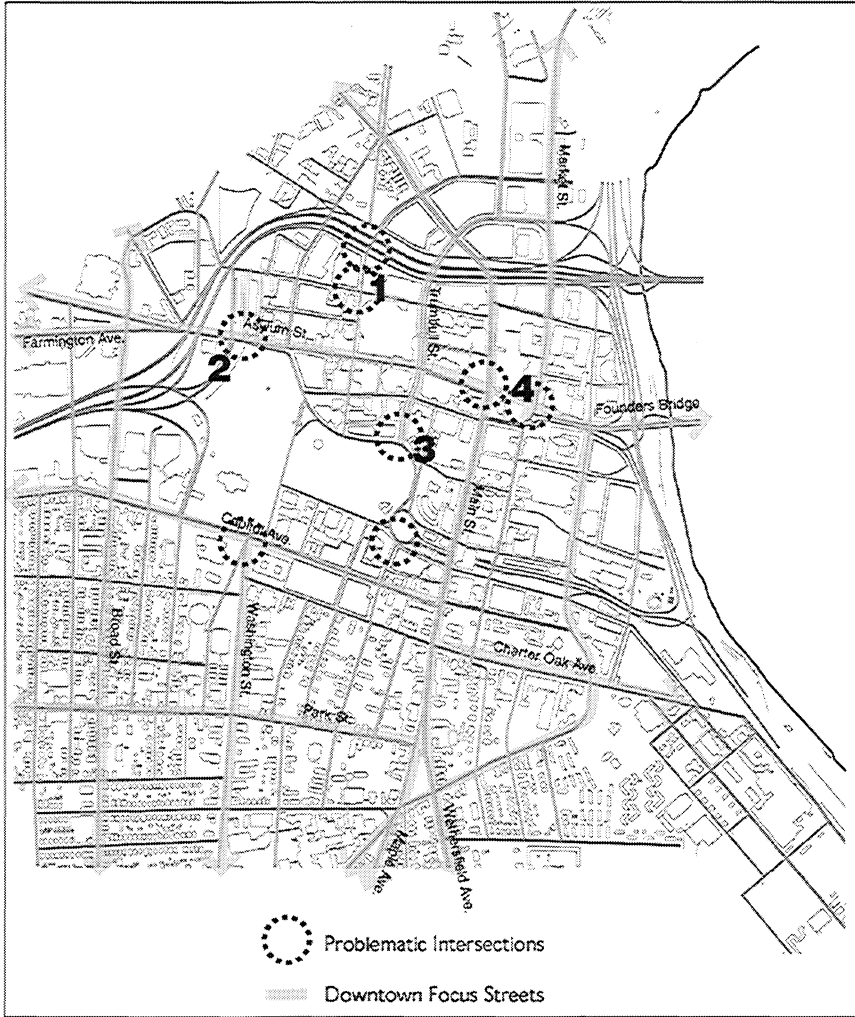 Market St.
1
Trumbull St.
Asylum St.
Farmington Ave.
2
4
Founders Bridge
3
Main St.
Capitol Ave.
Broad St.
Washington St.
Charter Oak Ave.
Park St.
Wethersfield Ave.
Maple Ave.
Problematic Intersections
Downtown Focus Streets